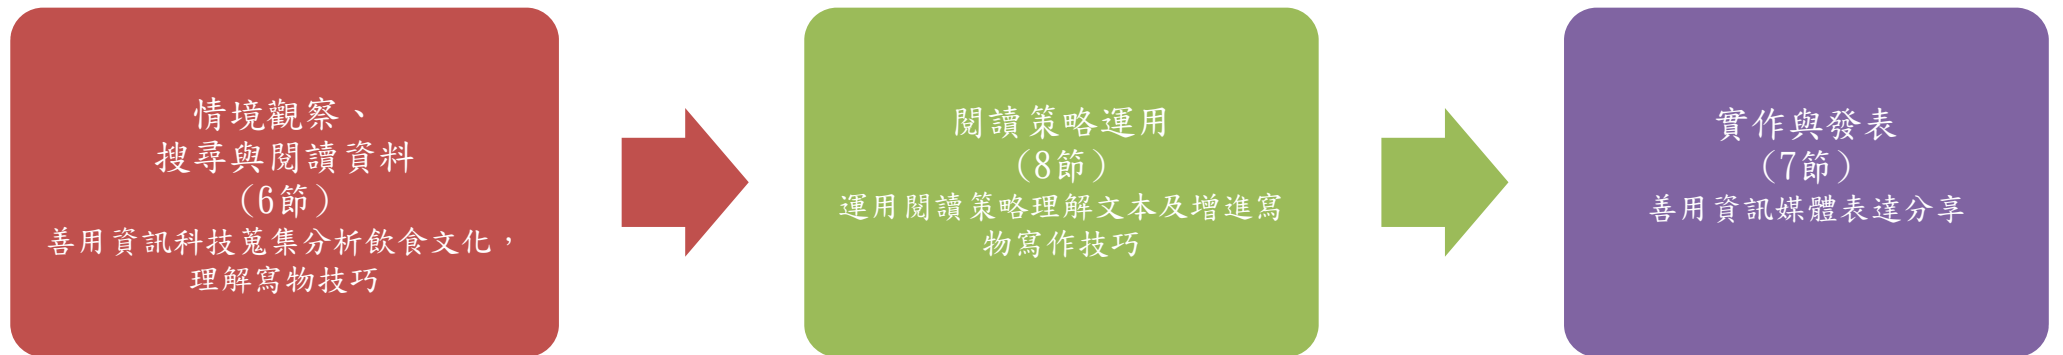 情境觀察、
搜尋與閱讀資料
(6節)
善用資訊科技蒐集分析飲食文化，
理解寫物技巧
閱讀策略運用
(8節)
運用閱讀策略理解文本及增進寫
物寫作技巧
實作與發表
(7節)
善用資訊媒體表達分享